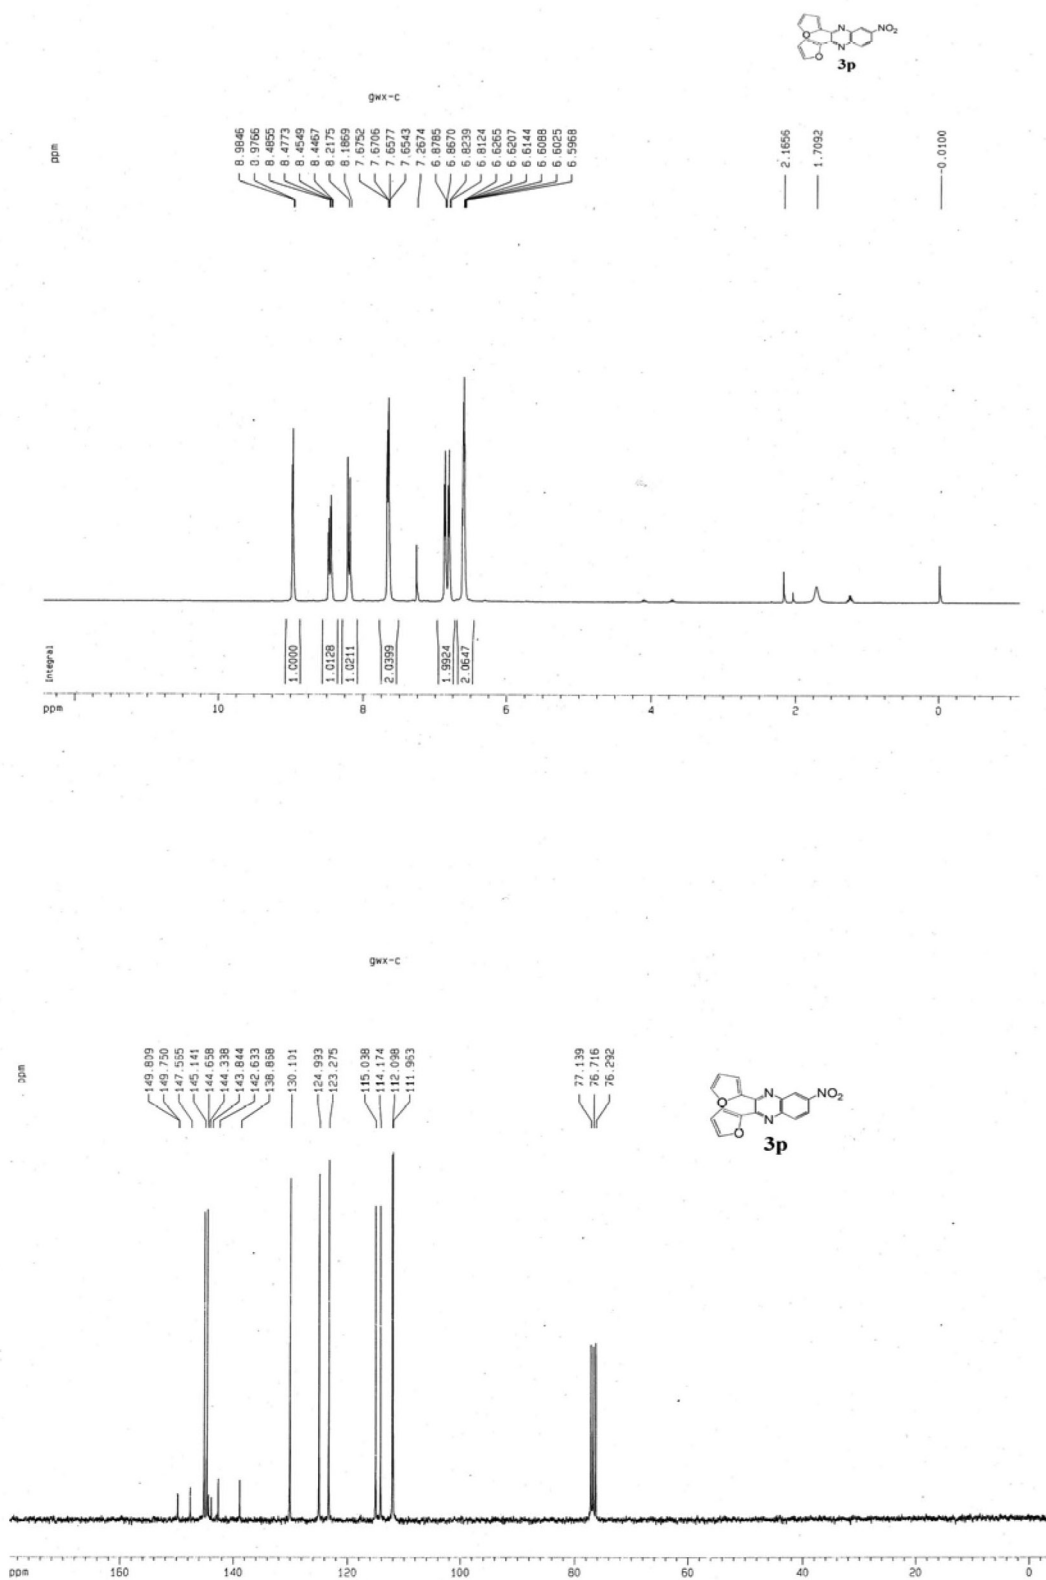 NO2
N
N
O
O
3p
gwx-c
ppm
8.9846
8.9766
8.4855
8.4773
8.4549
8.4467
8.2175
8.1869
7.6752
7.6706
7.6577
7.6543
7.2674
6.8785
6.8670
6.8239
6.8124
6.6265
6.6207
6.6144
6.6088
6.6025
6.5968
2.1656
1.7092
-0.0100
Integral
1.0000
1.0128
1.0211
2.0399
1.9924
2.0647
ppm 10 8 6 4 2 0
gwx-c
ppm
149.809
149.750
147.565
145.141
144.658
144.338
143.844
142.633
138.868
130.101
124.993
123.275
115.038
114.174
112.098
111.963
77.139
76.716
76.292
N
N
O
O
NO2
3p
ppm 160 140 120 100 80 60 40 20 0